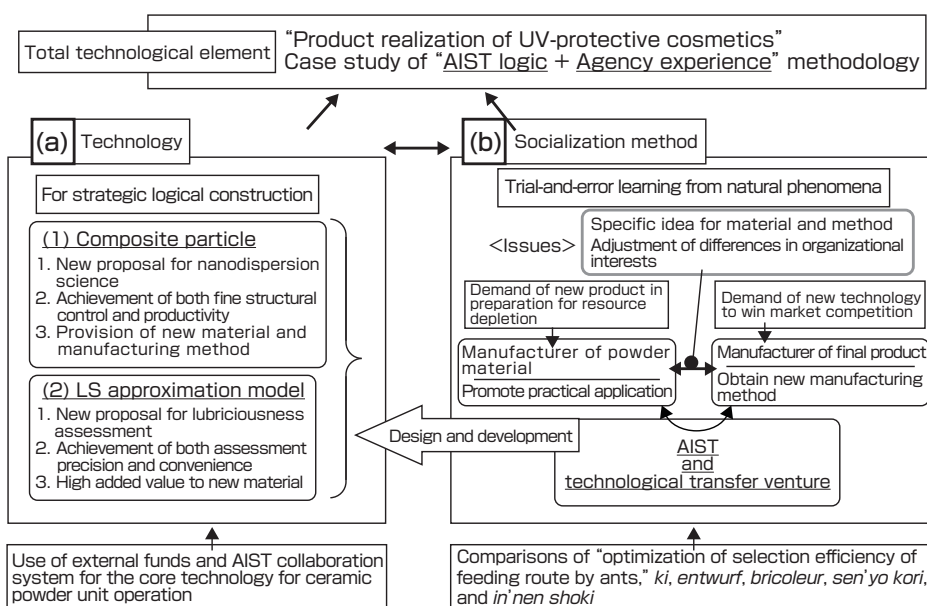 Total technological element
“Product realization of UV-protective cosmetics”
Case study of “AIST logic + Agency experience” methodology
(a) Technology
For strategic logical construction
(1) Composite particle
1. New proposal for nanodispersion
science
2. Achievement of both fine structural
control and productivity
3. Provision of new material and
manufacturing method
(2) LS approximation model
1. New proposal for lubriciousness
assessment
2. Achievement of both assessment
precision and convenience
3. High added value to new material
Use of external funds and AIST collaboration
system for the core technology for ceramic
powder unit operation
(b) Socialization method
Trial-and-error learning from natural phenomena
<Issues>
Specific idea for material and method
Adjustment of differences in organizational
interests
Demand of new product in
preparation for resource
depletion
Demand of new technology
to win market competition
Manufacturer of powder
material
Promote practical application
Manufacturer of final product
Obtain new manufacturing
method
Design and development
AIST
and
technological transfer venture
Comparisons of “optimization of selection efficiency of
feeding route by ants,” ki, entwurf, bricoleur, sen’yo kori,
and in’nen shoki